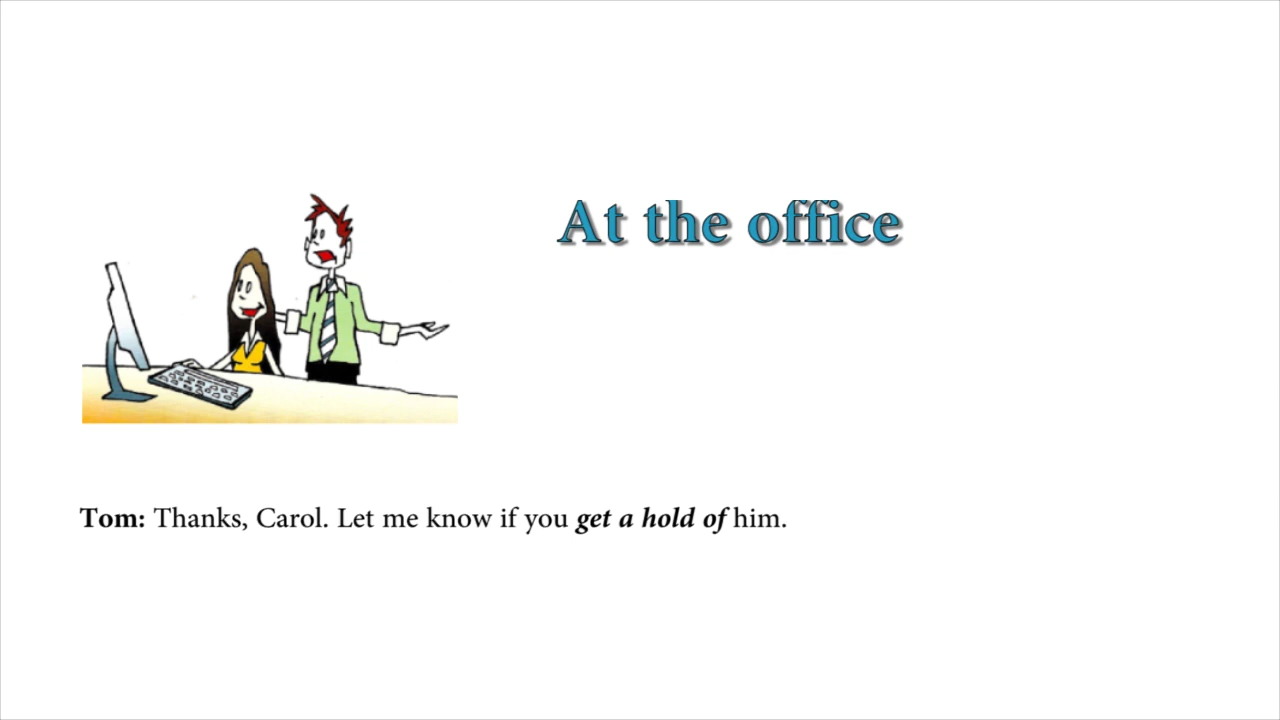 At the office
Tom: Thanks, Carol. Let me know if you get a hold of him.